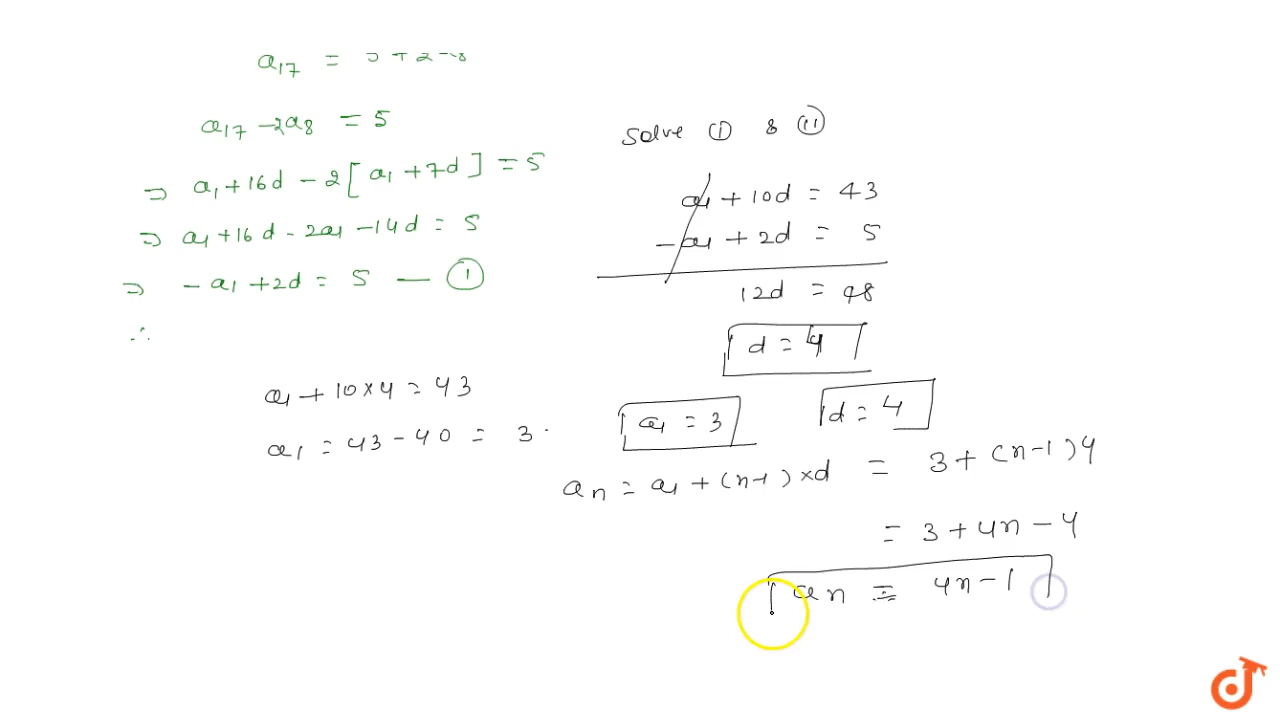 a17 =
a17 - 2a8 = 5
⇒ a1 + 16d - 2[a1 + 7d] = 5
⇒ a1 + 16d - 2a1 - 14d = 5
⇒ - a1 + 2d = 5 — ①
∴
a1 + 10 × 4 = 43
a1 = 43 - 40 = 3.
Solve ① & ⑪
a1 + 10d = 43
- a1 + 2d = 5
12d = 48
d = 4
a1 = 3
d = 4
an = a1 + (n-1) × d = 3 + (n-1)4
= 3 + 4n - 4
an = 4n - 1